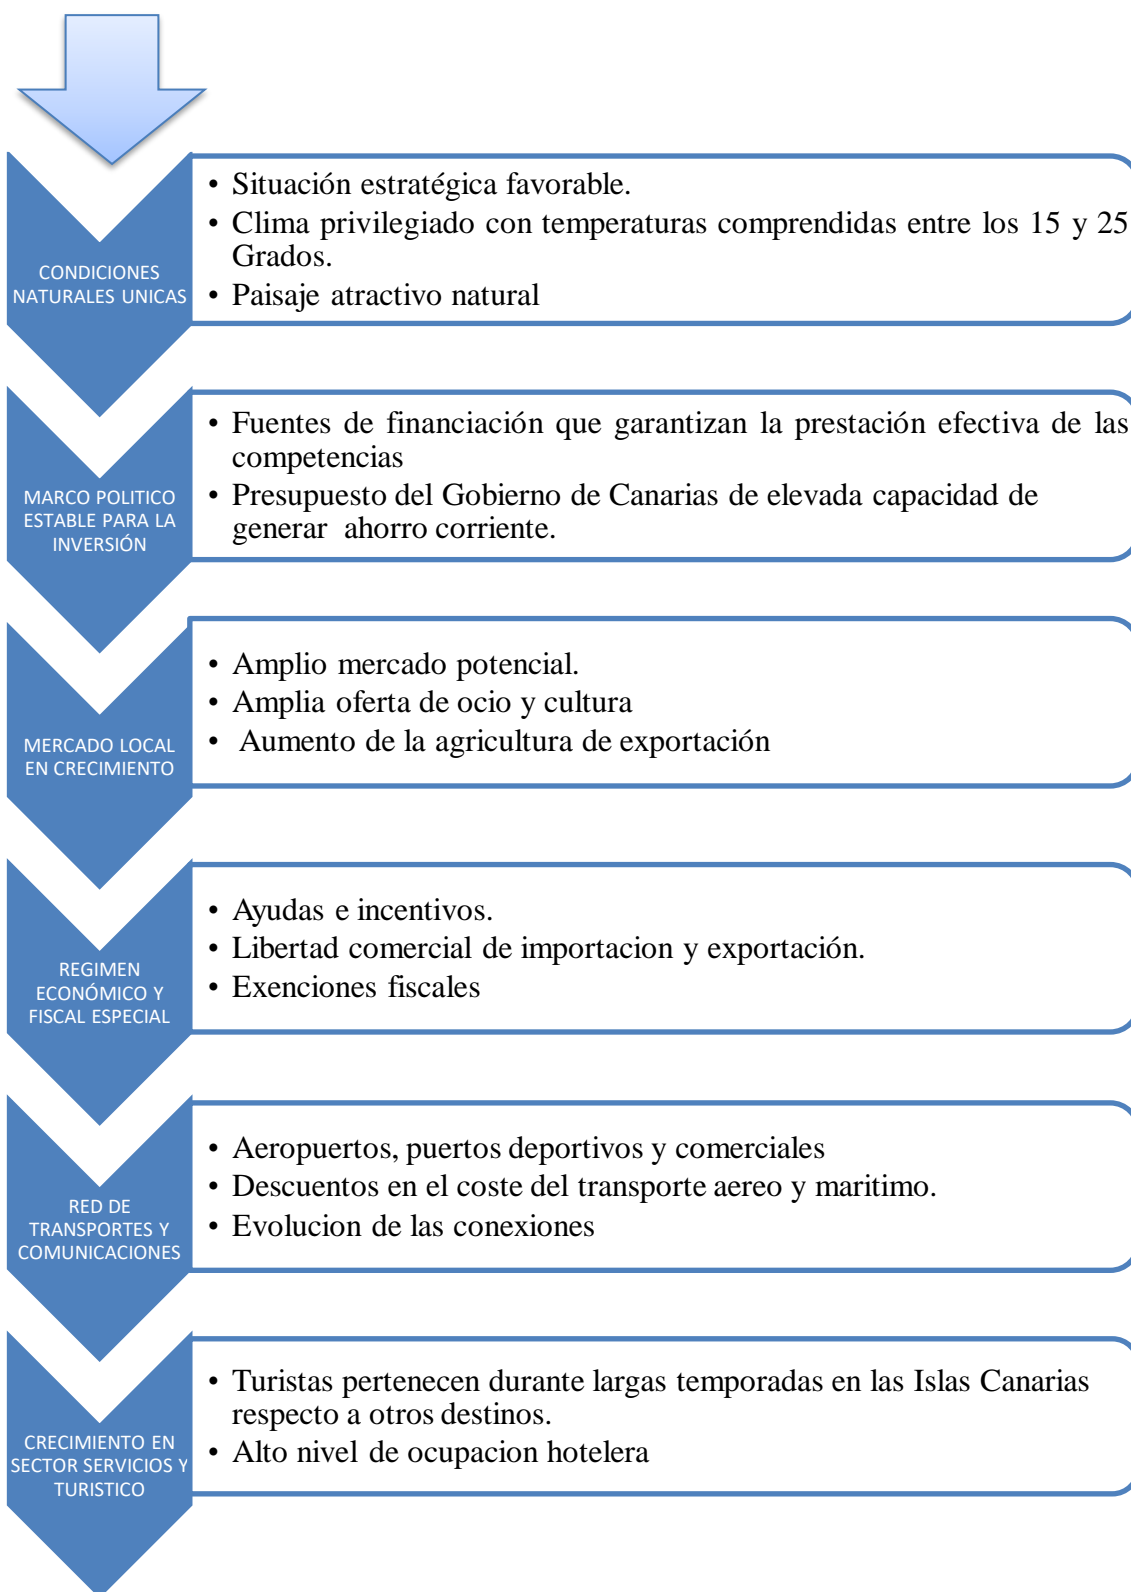 CONDICIONES
NATURALES UNICAS
• Situación estratégica favorable.
• Clima privilegiado con temperaturas comprendidas entre los 15 y 25
Grados.
• Paisaje atractivo natural
MARCO POLITICO
ESTABLE PARA LA
INVERSIÓN
• Fuentes de financiación que garantizan la prestación efectiva de las
competencias
• Presupuesto del Gobierno de Canarias de elevada capacidad de
generar ahorro corriente.
MERCADO LOCAL
EN CRECIMIENTO
• Amplio mercado potencial.
• Amplia oferta de ocio y cultura
• Aumento de la agricultura de exportación
REGIMEN
ECONÓMICO Y
FISCAL ESPECIAL
• Ayudas e incentivos.
• Libertad comercial de importacion y exportación.
• Exenciones fiscales
RED DE
TRANSPORTES Y
COMUNICACIONES
• Aeropuertos, puertos deportivos y comerciales
• Descuentos en el coste del transporte aereo y maritimo.
• Evolucion de las conexiones
CRECIMIENTO EN
SECTOR SERVICIOS Y
TURISTICO
• Turistas pertenecen durante largas temporadas en las Islas Canarias
respecto a otros destinos.
• Alto nivel de ocupacion hotelera